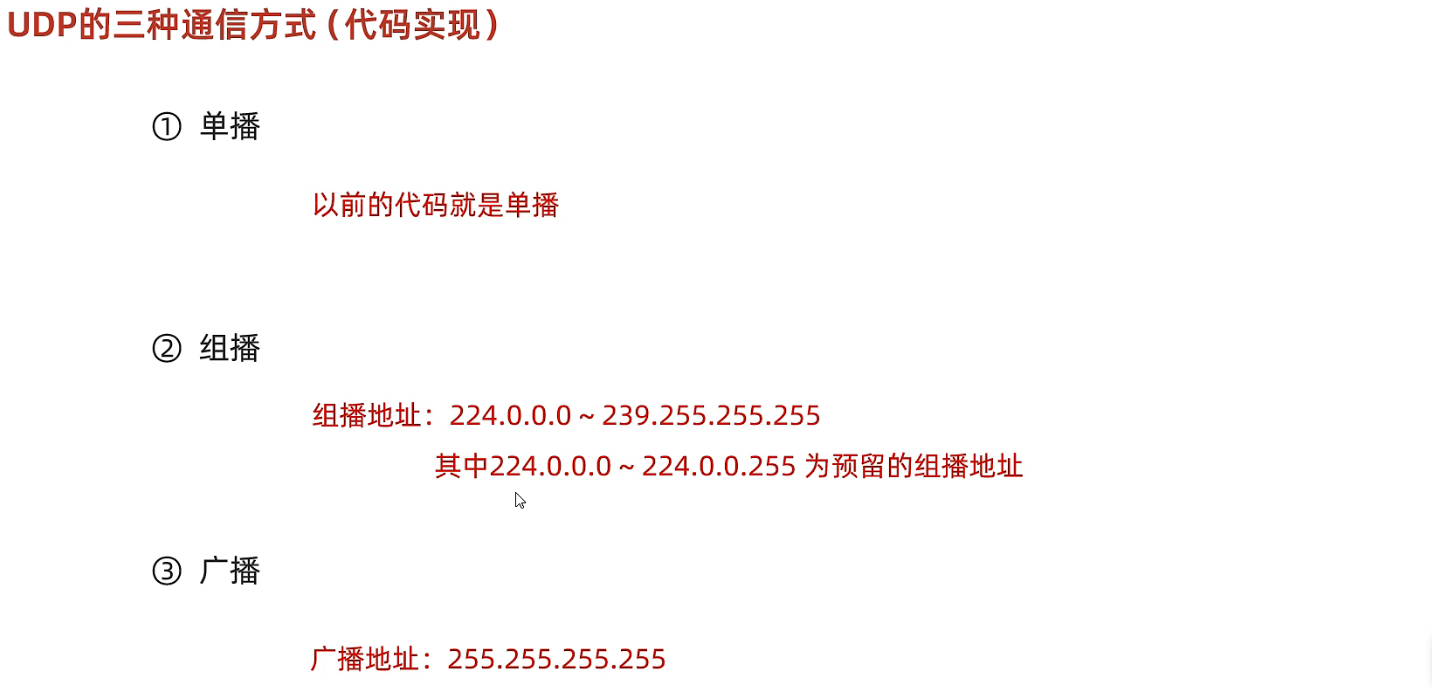 UDP的三种通信方式(代码实现)
① 单播
以前的代码就是单播
② 组播
组播地址：224.0.0.0 ~ 239.255.255.255
其中224.0.0.0 ~ 224.0.0.255 为预留的组播地址
③ 广播
广播地址：255.255.255.255